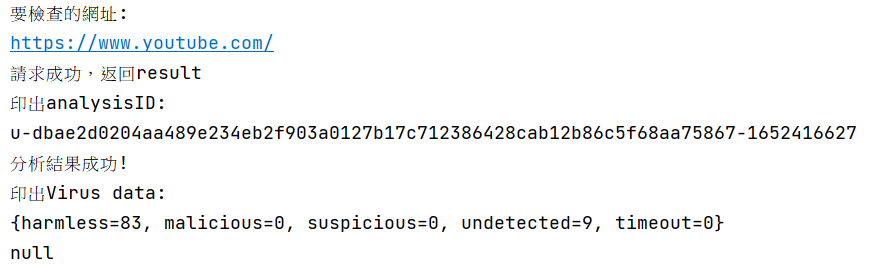 要檢查的網址:
https://www.youtube.com/
請求成功，返回result
印出analysisID:
u-dbae2d0204aa489e234eb2f903a0127b17c712386428cab12b86c5f68aa75867-1652416627
分析結果成功!
印出Virus data:
{harmless=83, malicious=0, suspicious=0, undetected=9, timeout=0}
null